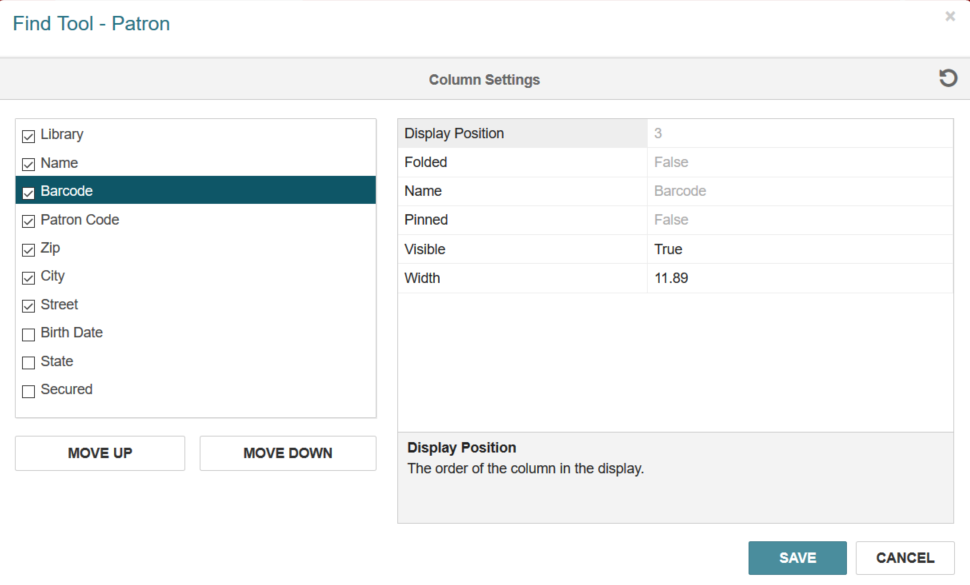 Find Tool - Patron
×
Column Settings
Library
Name
Barcode
Patron Code
Zip
City
Street
Birth Date
State
Secured
MOVE UP MOVE DOWN
Display Position 3
Folded False
Name Barcode
Pinned False
Visible True
Width 11.89
Display Position
The order of the column in the display.
SAVE CANCEL